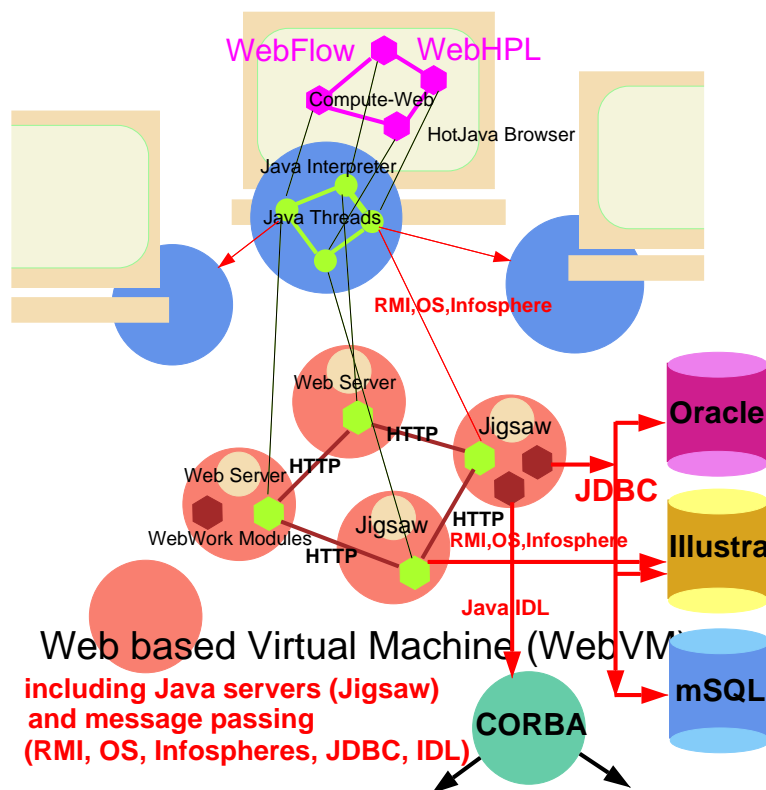 WebFlow
WebHPL
Compute-Web
HotJava Browser
Java Interpreter
Java Threads
RMI,OS,Infosphere
Web Server
HTTP
Jigsaw
Oracle
Web Server
HTTP
JDBC
HTTP
WebWork Modules
Jigsaw
HTTP
RMI,OS,Infosphere
Illustra
Java IDL
Web based Virtual Machine (WebVM)
including Java servers (Jigsaw)
and message passing
(RMI, OS, Infospheres, JDBC, IDL)
CORBA
mSQL